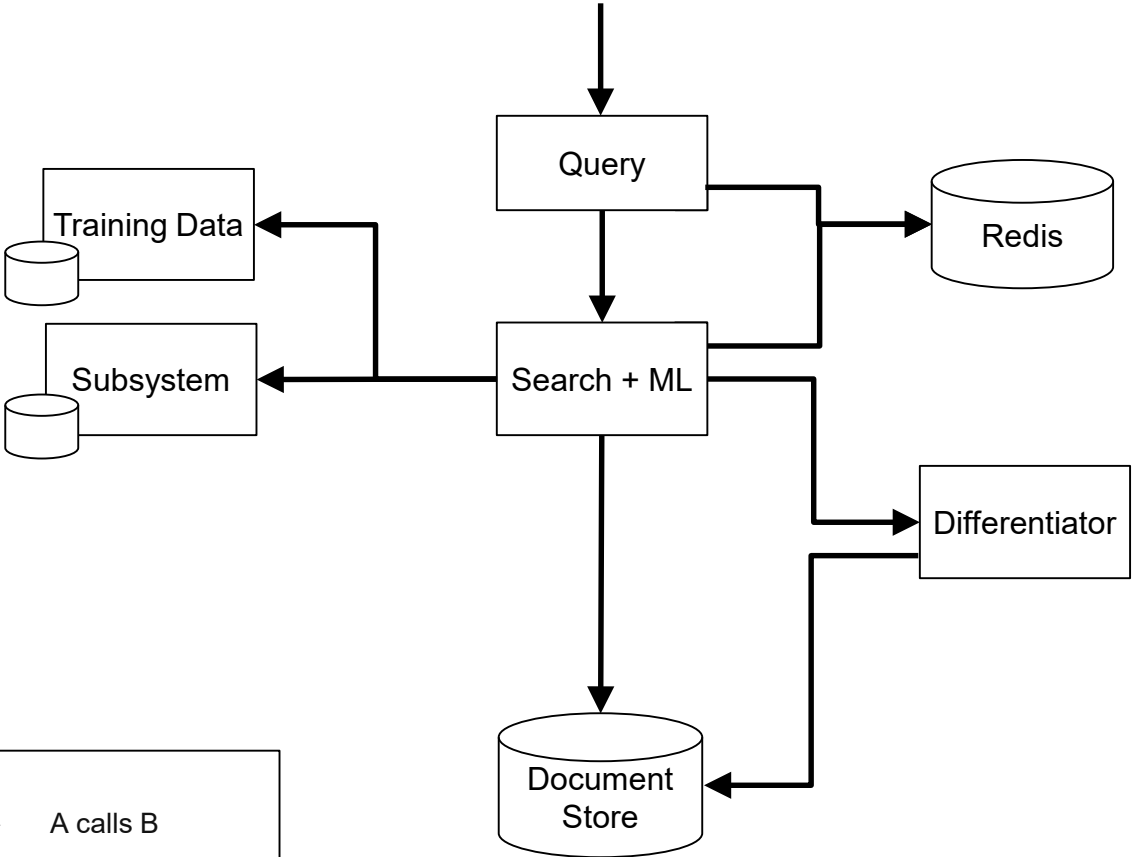 Query
Training Data
Redis
Subsystem
Search + ML
Differentiator
Document
Store
A calls B